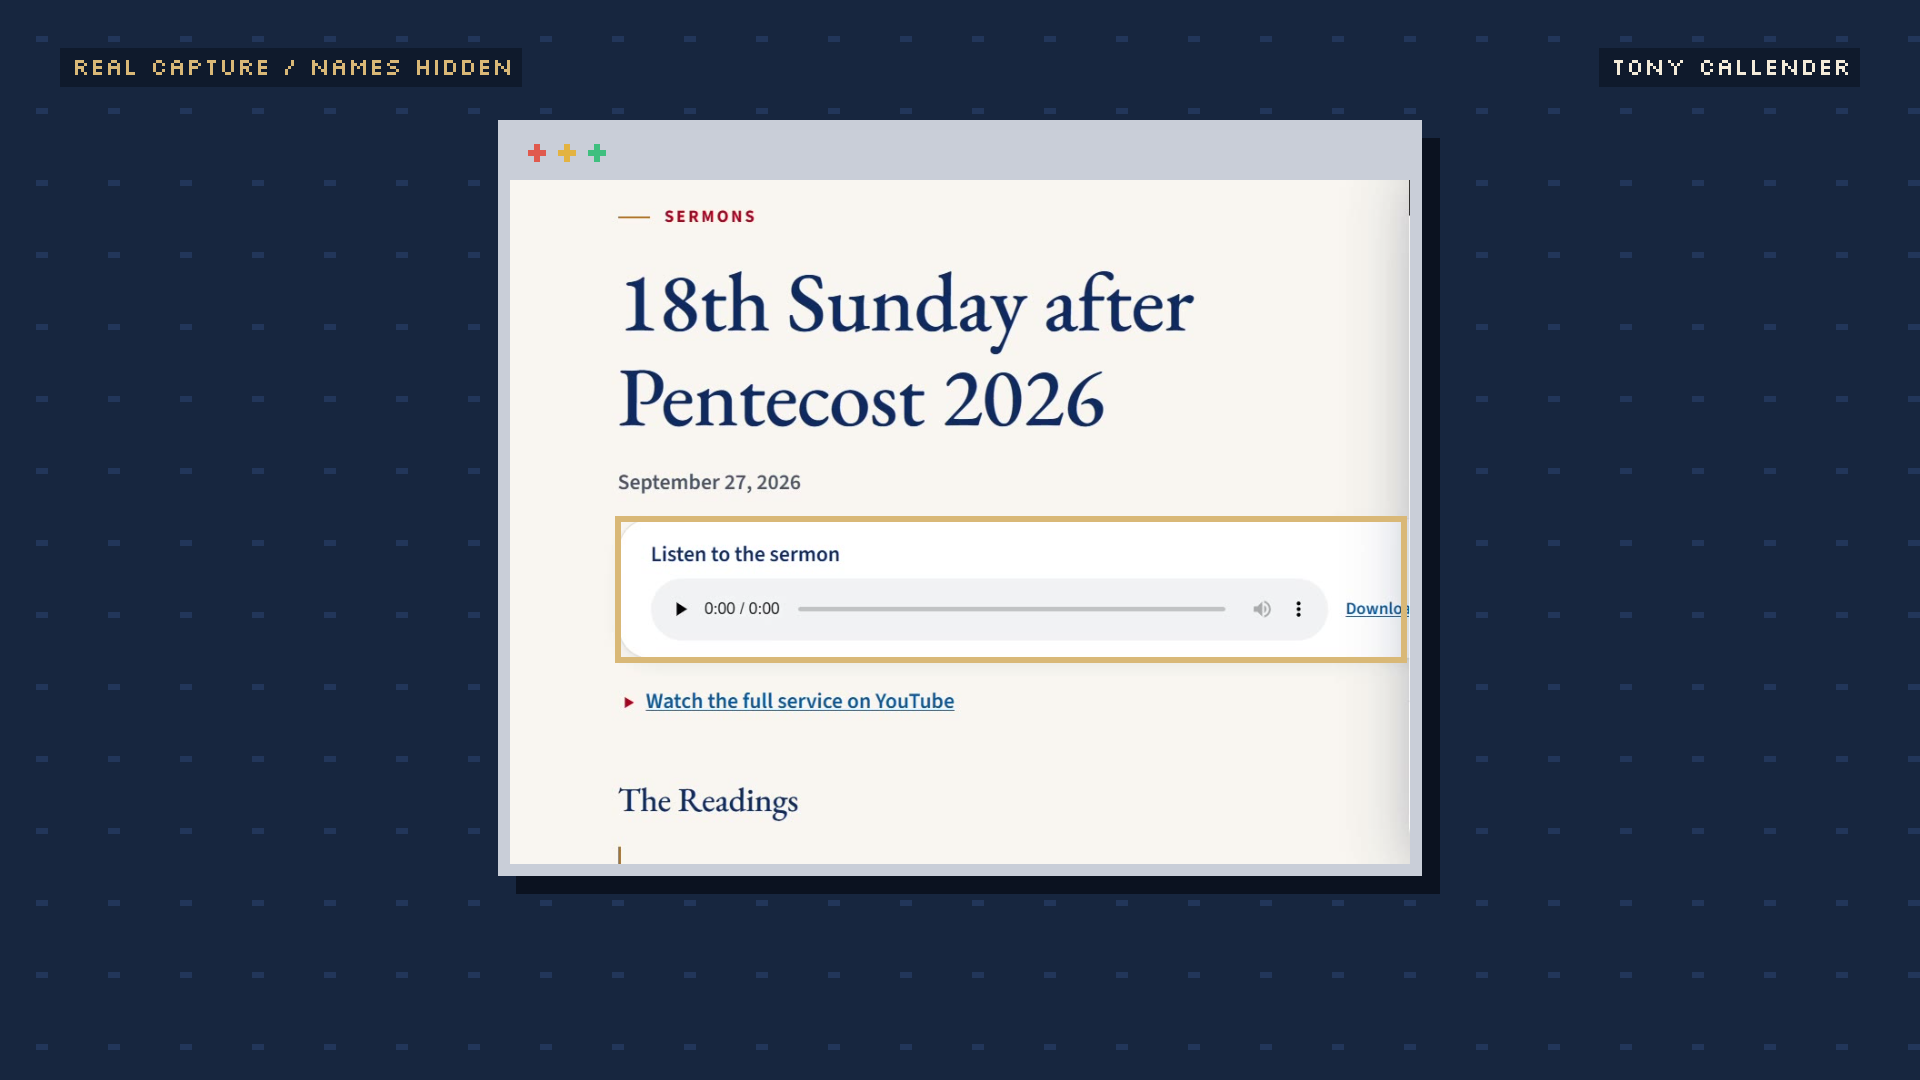 REAL CAPTURE / NAMES HIDDEN
TONY CALLENDER
SERMONS
18th Sunday after
Pentecost 2026
September 27, 2026
Listen to the sermon
0:00 / 0:00
Watch the full service on YouTube
The Readings